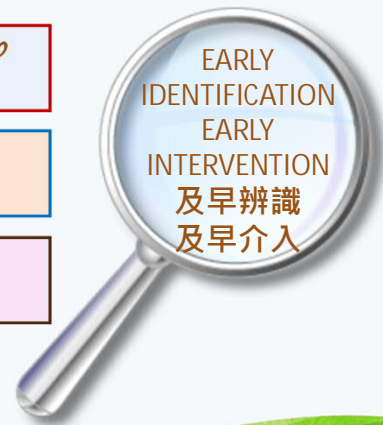 EARLY
IDENTIFICATION
EARLY
INTERVENTION
及早辨識
及早介入